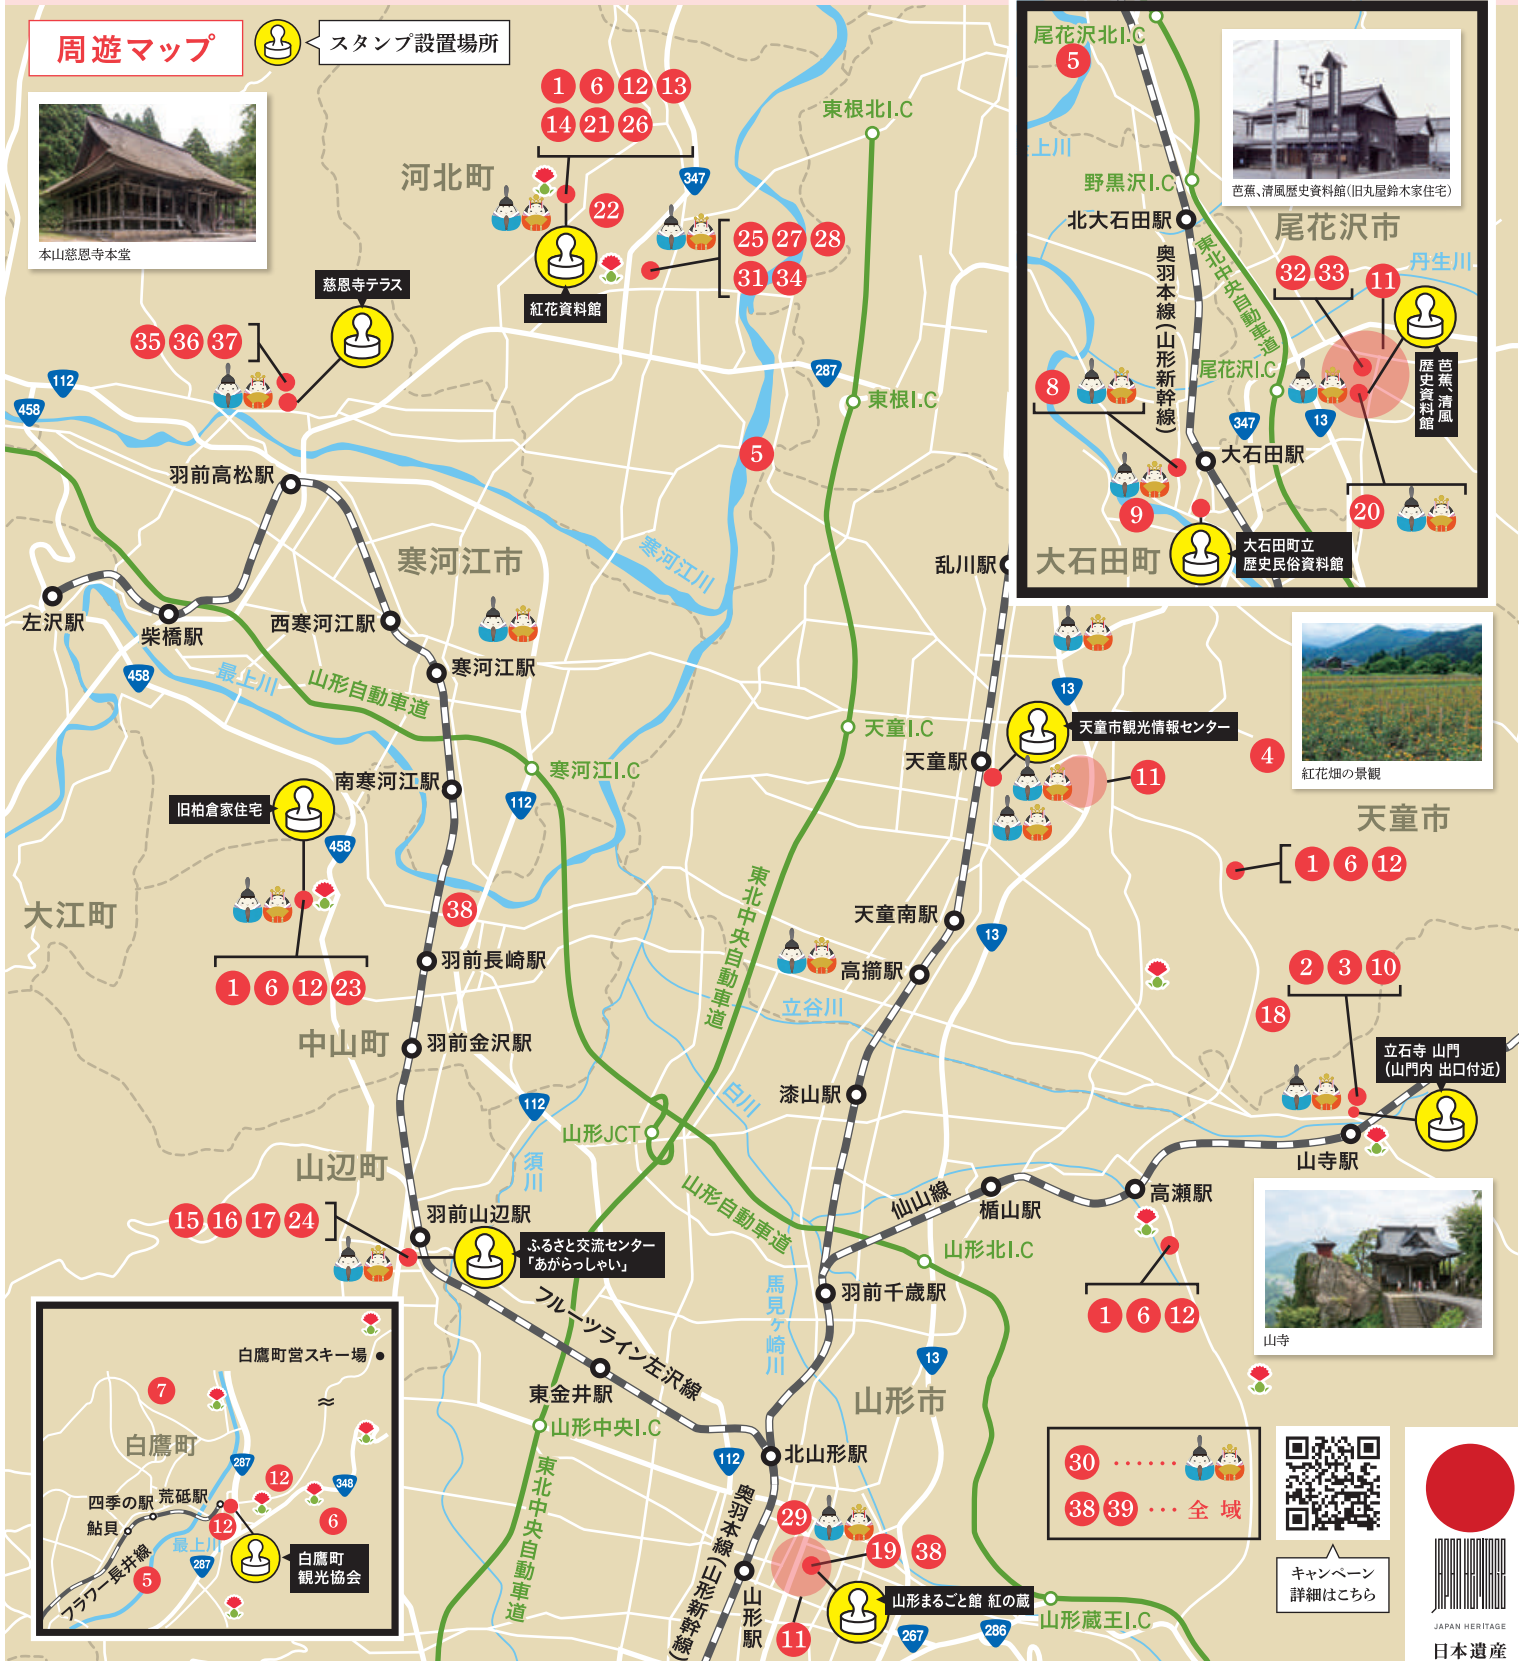 周遊マップ
スタンプ設置場所
本山慈恩寺本堂
1 6 12 13
14 21 26
河北町
347
22
25 27 28
31 34
紅花資料館
慈恩寺テラス
35 36 37
112
458
287
東根北I.C
東根I.C
5
羽前高松駅
寒河江市
寒河江川
乱川駅
左沢駅
柴橋駅
西寒河江駅
寒河江駅
458
最上川
山形自動車道
天童I.C
13
天童市観光情報センター
天童駅
11
4
寒河江I.C
南寒河江駅
112
旧柏倉家住宅
458
大江町
38
1 6 12 23
東北中央自動車道
天童南駅
13
高擶駅
羽前長崎駅
立谷川
中山町
羽前金沢駅
天童市
1 6 12
2 3 10
18
立石寺 山門
(山門内 出口付近)
山寺駅
漆山駅
白川
112
山形JCT
須川
山辺町
15 16 17 24
羽前山辺駅
ふるさと交流センター
「あがらっしゃい」
山形自動車道
仙山線
楯山駅
高瀬駅
山形北I.C
1 6 12
羽前千歳駅
馬見ヶ崎川
13
フルーツライン左沢線
東金井駅
山形市
山形中央I.C
北山形駅
112
東北中央自動車道
奥羽本線(山形新幹線)
29
19 38
山形駅
11
山形まるごと館 紅の蔵
267
286
山形蔵王I.C
尾花沢北I.C
5
最上川
野黒沢I.C
北大石田駅
奥羽本線(山形新幹線)
東北中央自動車道
芭蕉、清風歴史資料館(旧丸屋鈴木家住宅)
尾花沢市
丹生川
32 33
11
尾花沢I.C
芭蕉、清風
歴史資料館
8
347
13
大石田駅
9
20
大石田町
大石田町立
歴史民俗資料館
紅花畑の景観
山寺
白鷹町営スキー場
7
白鷹町
287
12
348
四季の駅
荒砥駅
鮎貝
12
6
最上川
287
5
フラワー長井線
白鷹町
観光協会
30 ······
38 39 ··· 全域
キャンペーン
詳細はこちら
JAPAN HERITAGE
日本遺産